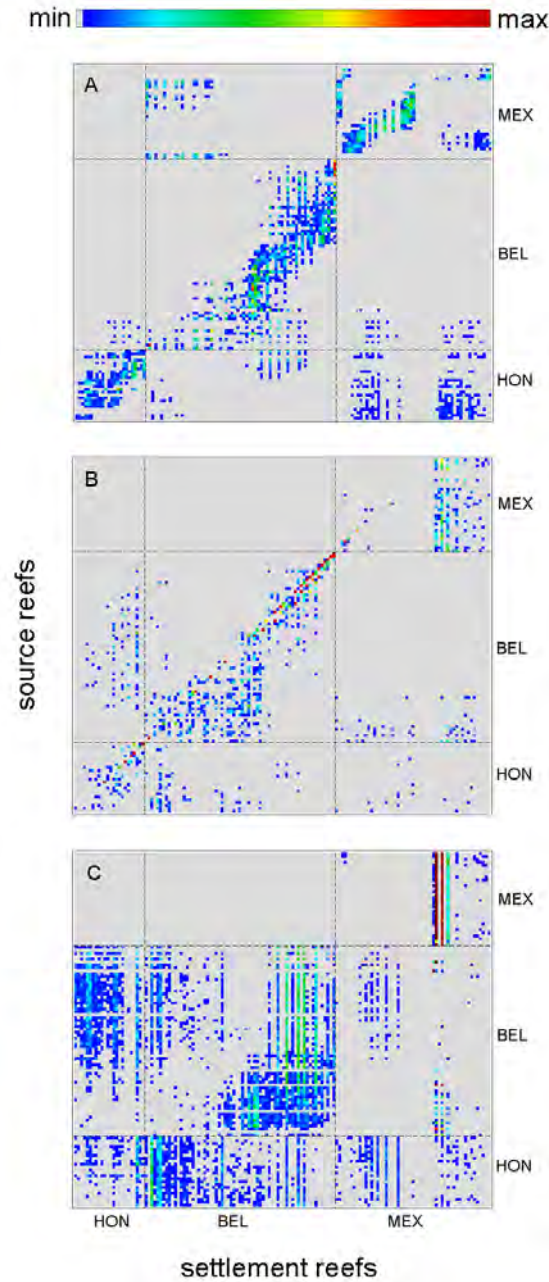 min max
A
MEX
BEL
HON
B
MEX
source reefs
BEL
HON
C
MEX
BEL
HON
HON BEL MEX
settlement reefs